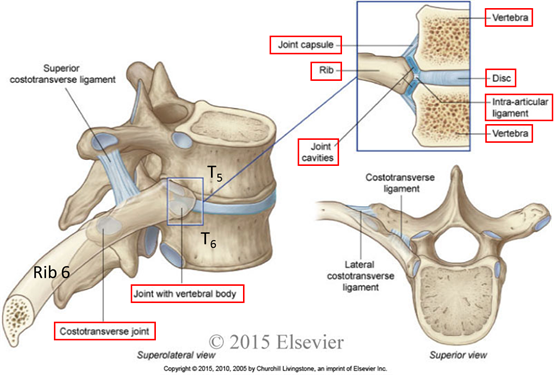 Superior
costotransverse ligament
T5
T6
Rib 6
Joint with vertebral body
Costotransverse joint
Superolateral view
Joint capsule
Rib
Joint
cavities
Vertebra
Disc
Intra-articular
ligament
Vertebra
Costotransverse
ligament
Lateral
costotransverse
ligament
Superior view
© 2015 Elsevier
Copyright © 2015, 2010, 2005 by Churchill Livingstone, an imprint of Elsevier Inc.